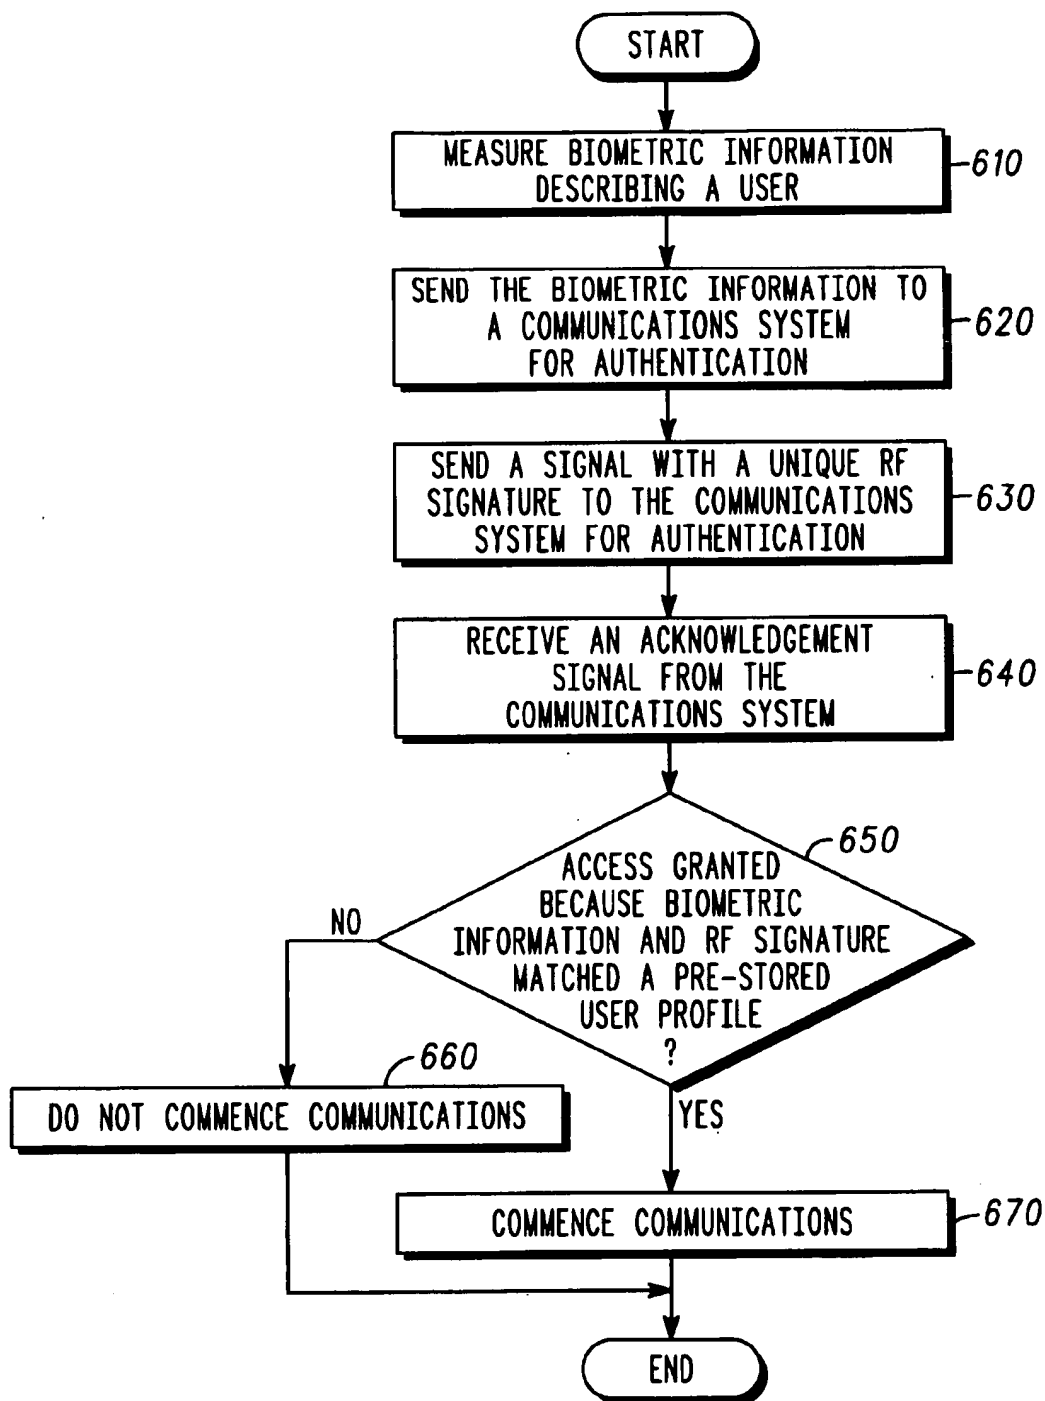 START
MEASURE BIOMETRIC INFORMATION
DESCRIBING A USER
610
SEND THE BIOMETRIC INFORMATION TO
A COMMUNICATIONS SYSTEM
FOR AUTHENTICATION
620
SEND A SIGNAL WITH A UNIQUE RF
SIGNATURE TO THE COMMUNICATIONS
SYSTEM FOR AUTHENTICATION
630
RECEIVE AN ACKNOWLEDGEMENT
SIGNAL FROM THE
COMMUNICATIONS SYSTEM
640
650
ACCESS GRANTED
BECAUSE BIOMETRIC
INFORMATION AND RF SIGNATURE
MATCHED A PRE-STORED
USER PROFILE
?
NO
660
DO NOT COMMENCE COMMUNICATIONS
YES
COMMENCE COMMUNICATIONS
670
END